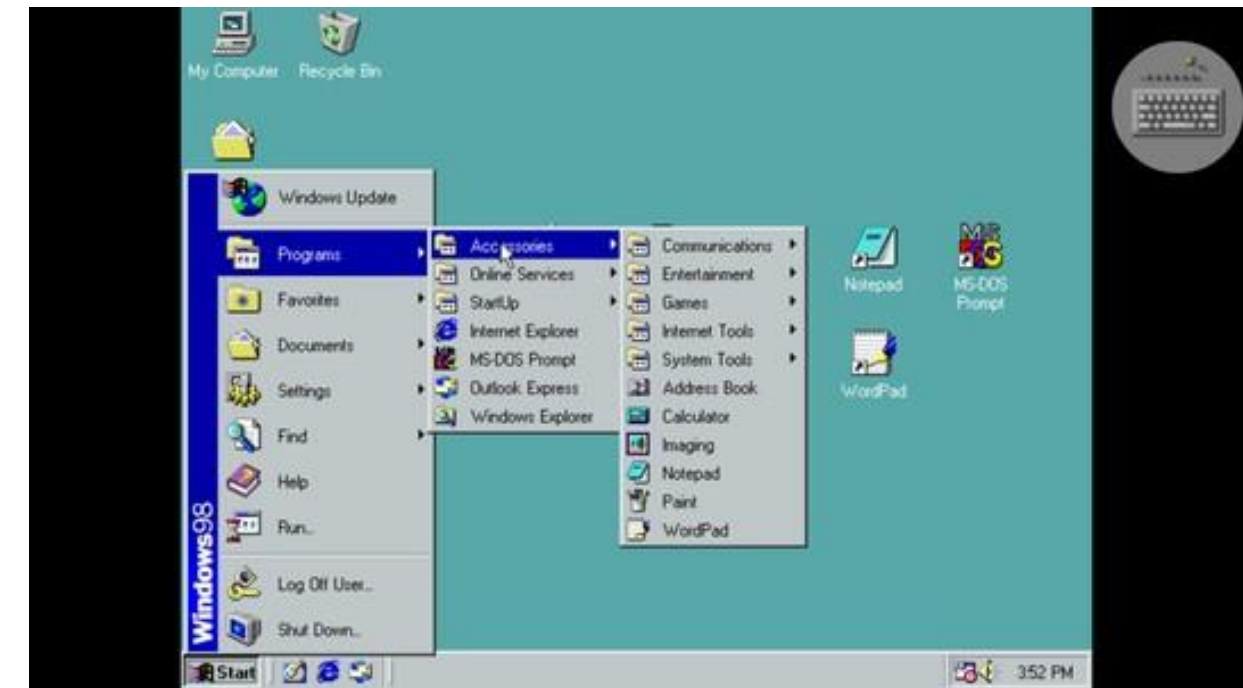 My Computer
Recycle Bin
Windows Update
Programs
Favorites
Documents
Settings
Find
Help
Run...
Log Off User...
Shut Down...
Windows98
Accessories
Online Services
StartUp
Internet Explorer
MS-DOS Prompt
Outlook Express
Windows Explorer
Communications
Entertainment
Games
Internet Tools
System Tools
Address Book
Calculator
Imaging
Notepad
Paint
WordPad
Notepad
MS-DOS
Prompt
WordPad
Start
3:52 PM